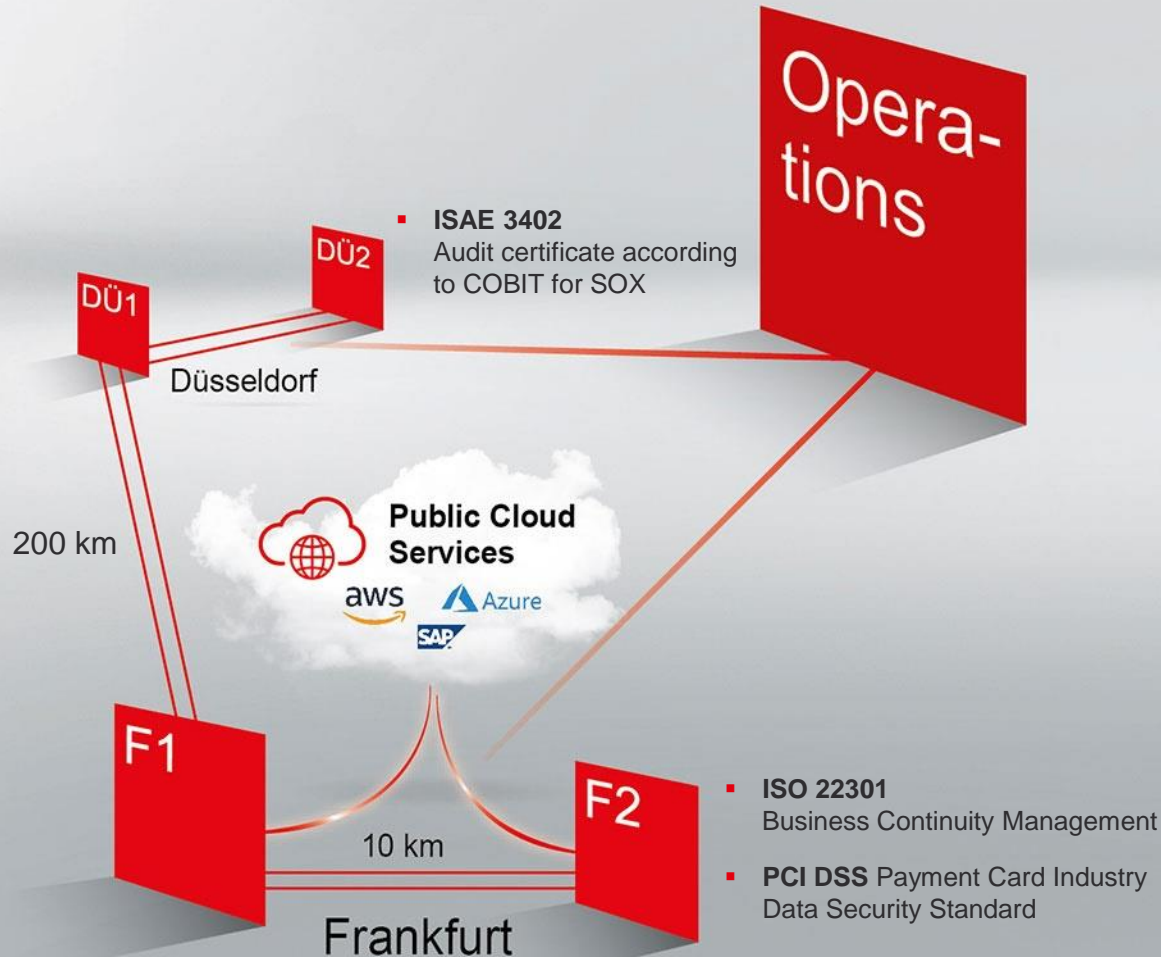 Opera-
tions
DÜ2
▪ ISAE 3402
Audit certificate according
to COBIT for SOX
DÜ1
Düsseldorf
200 km
Public Cloud
Services
aws
Azure
SAP
F1
F2
10 km
Frankfurt
▪ ISO 22301
Business Continuity Management
▪ PCI DSS Payment Card Industry
Data Security Standard